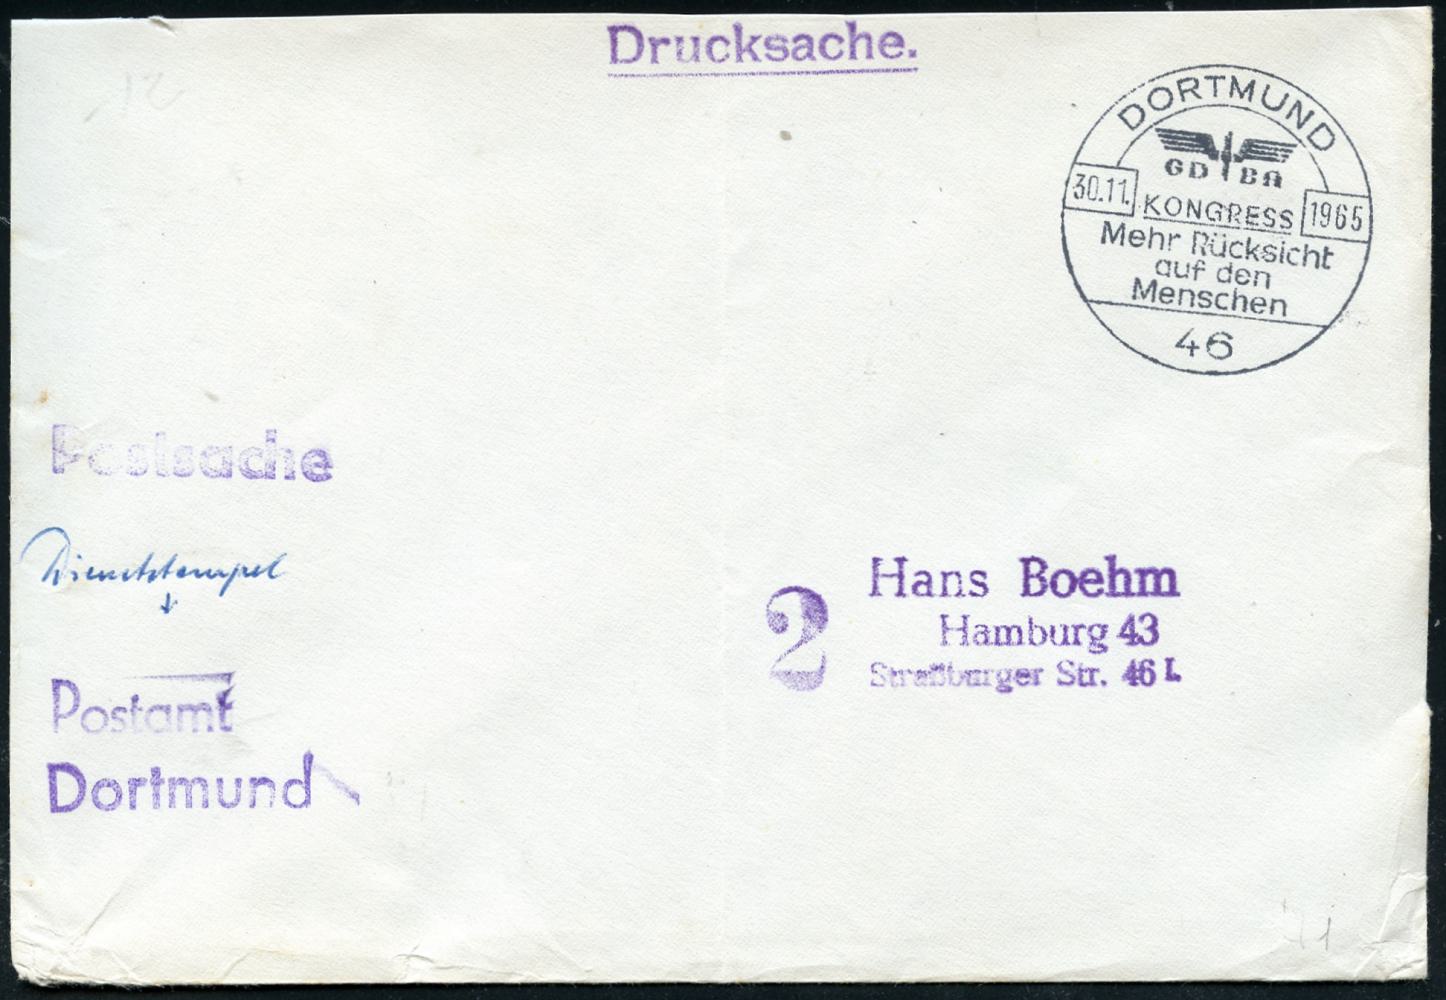 Drucksache.
DORTMUND
GD BA
30.11. KONGRESS 1965
Mehr Rücksicht
auf den
Menschen
46
Postsache
Dienststempel
Postamt
Dortmund
2
Hans Boehm
Hamburg 43
Straßburger Str. 46 I.